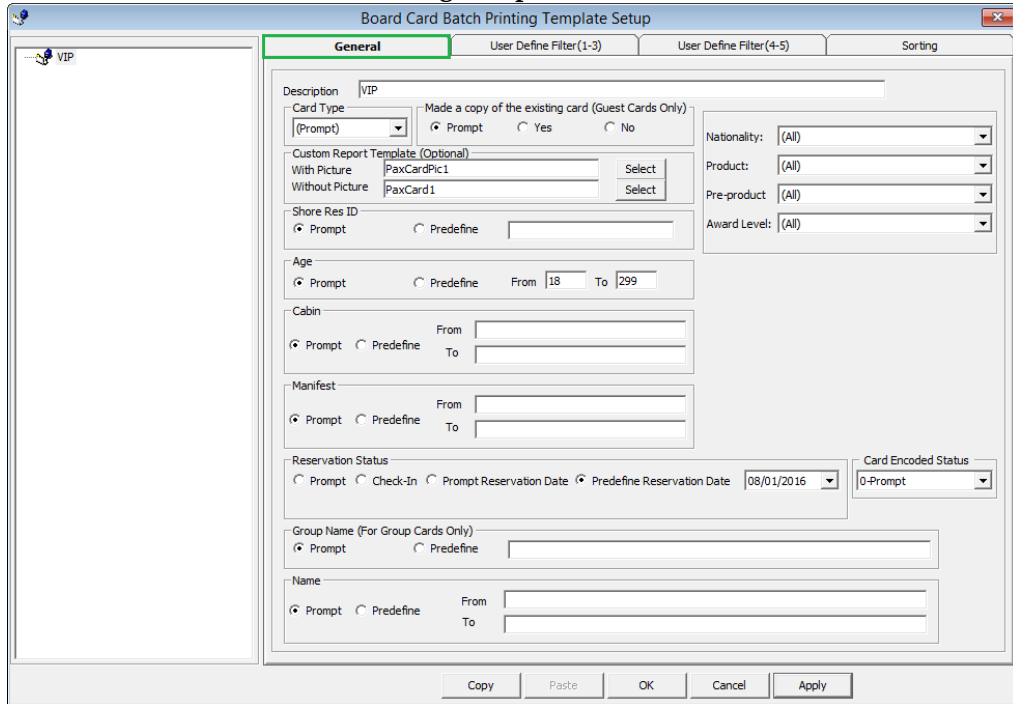 Board Card Batch Printing Template Setup
VIP
General User Define Filter(1-3) User Define Filter(4-5) Sorting
Description VIP
Card Type Made a copy of the existing card (Guest Cards Only)
(Prompt) Prompt Yes No
Nationality: (All)
Custom Report Template (Optional)
With Picture PaxCardPic1 Select
Product: (All)
Without Picture PaxCard1 Select
Pre-product (All)
Shore Res ID
Prompt Predefine
Award Level: (All)
Age
Prompt Predefine From 18 To 299
Cabin
From
Prompt Predefine
To
Manifest
From
Prompt Predefine
To
Reservation Status Card Encoded Status
Prompt Check-In Prompt Reservation Date Predefine Reservation Date 08/01/2016 0-Prompt
Group Name (For Group Cards Only)
Prompt Predefine
Name
From
Prompt Predefine
To
Copy Paste OK Cancel Apply